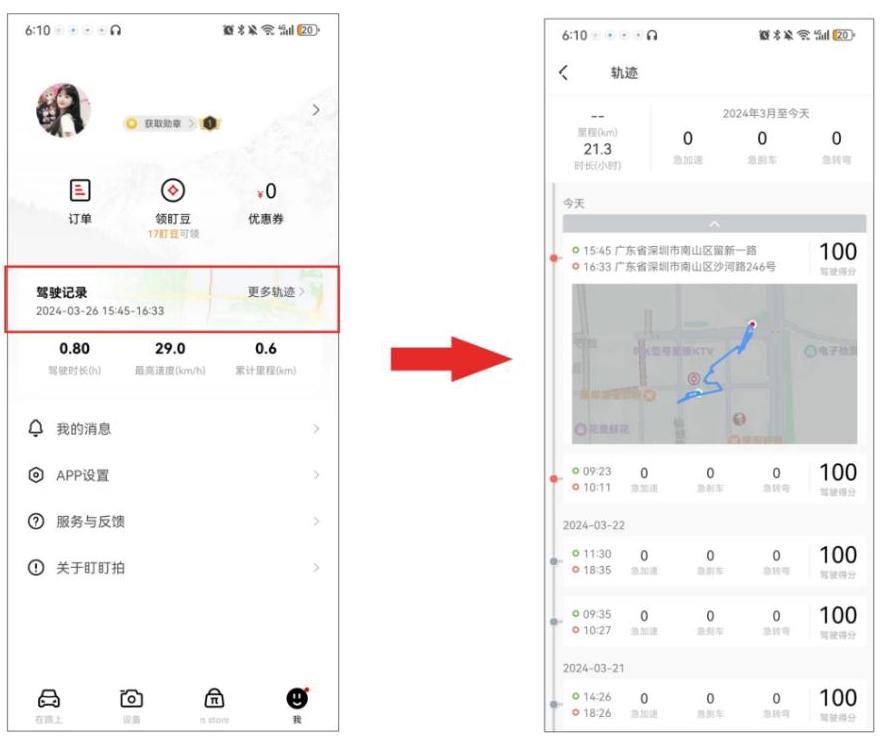 6:10
20
获取勋章
1
订单
领盯豆
17盯豆可领
¥0
优惠券
驾驶记录
更多轨迹
2024-03-26 15:45-16:33
0.80
29.0
0.6
驾驶时长(h)
最高速度(km/h)
累计里程(km)
我的消息
APP设置
服务与反馈
关于盯盯拍
在路上
设备
π store
我
6:10
20
轨迹
--
里程(km)
21.3
时长(小时)
2024年3月至今天
0 0 0
急加速 急刹车 急转弯
今天
15:45 广东省深圳市南山区留新一路
16:33 广东省深圳市南山区沙河路246号
100
驾驶得分
电子
花
鲜花
09:23 0 0 0 100
10:11 急加速 急刹车 急转弯 驾驶得分
2024-03-22
11:30 0 0 0 100
18:35 急加速 急刹车 急转弯 驾驶得分
09:35 0 0 0 100
10:27 急加速 急刹车 急转弯 驾驶得分
2024-03-21
14:26 0 0 0 100
18:26 急加速 急刹车 急转弯 驾驶得分